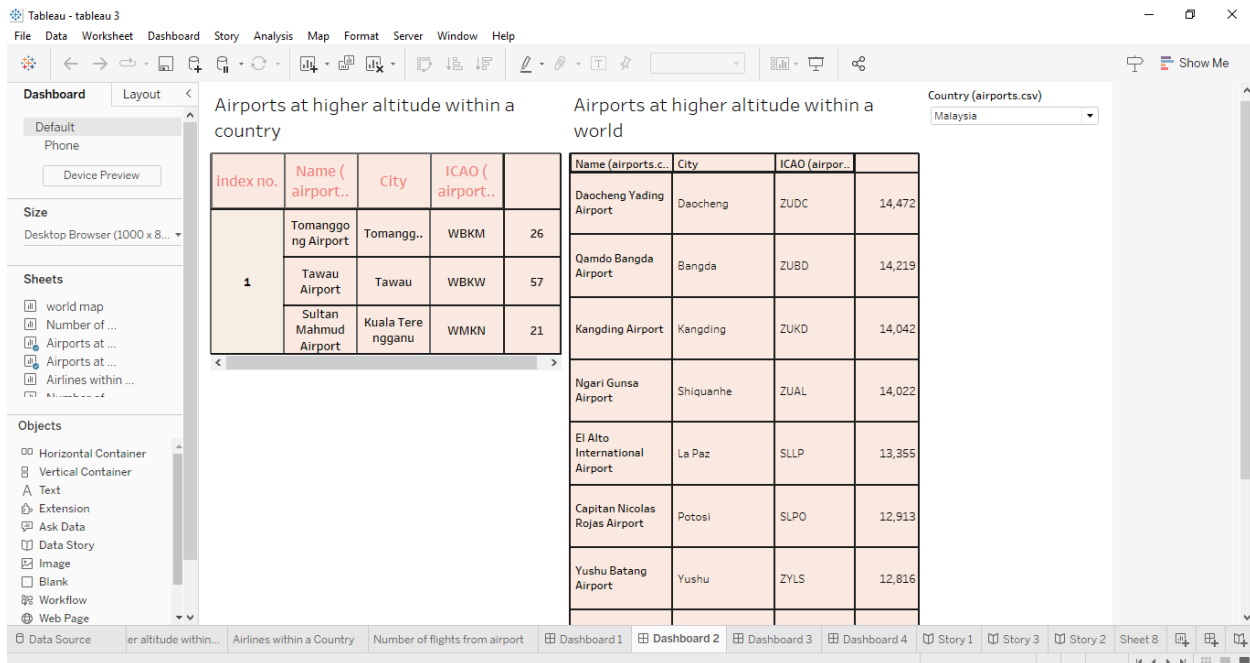 Tableau - tableau 3
File Data Worksheet Dashboard Story Analysis Map Format Server Window Help
Show Me
Dashboard Layout
Default
Phone
Device Preview
Size
Desktop Browser (1000 x 8...
Sheets
world map
Number of ...
Airports at ...
Airports at ...
Airlines within ...
Objects
Horizontal Container
Vertical Container
Text
Extension
Ask Data
Data Story
Image
Blank
Workflow
Web Page
Airports at higher altitude within a
country
index no. Name ( airport.. City ICAO ( airport..
1
Tomanggo
ng Airport Tomangg.. WBKM 26
Tawau
Airport Tawau WBKW 57
Sultan
Mahmud
Airport Kuala Tere
ngganu WMKN 21
Airports at higher altitude within a
world
Name (airports.c.. City ICAO (airpor..
Daocheng Yading
Airport Daocheng ZUDC 14,472
Qamdo Bangda
Airport Bangda ZUBD 14,219
Kangding Airport Kangding ZUKD 14,042
Ngari Gunsa
Airport Shiquanhe ZUAL 14,022
El Alto
International
Airport La Paz SLLP 13,355
Capitan Nicolas
Rojas Airport Potosi SLPO 12,913
Yushu Batang
Airport Yushu ZYLS 12,816
Country (airports.csv)
Malaysia
Data Source er altitude within... Airlines within a Country Number of flights from airport Dashboard 1 Dashboard 2 Dashboard 3 Dashboard 4 Story 1 Story 3 Story 2 Sheet 8